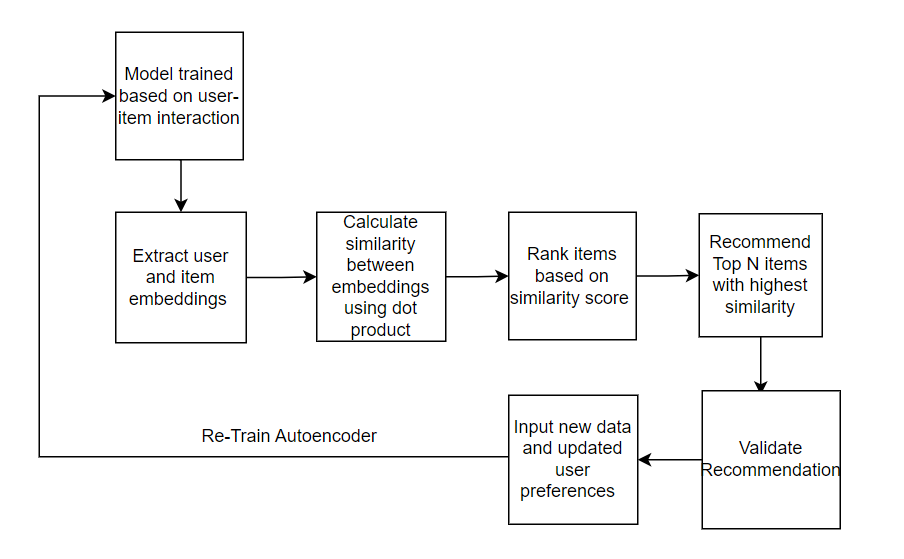 Model trained
based on user-
item interaction
Extract user
and item
embeddings
Calculate
similarity
between
embeddings
using dot
product
Rank items
based on
similarity score
Recommend
Top N items
with highest
similarity
Validate
Recommendation
Input new data
and updated
user
preferences
Re-Train Autoencoder